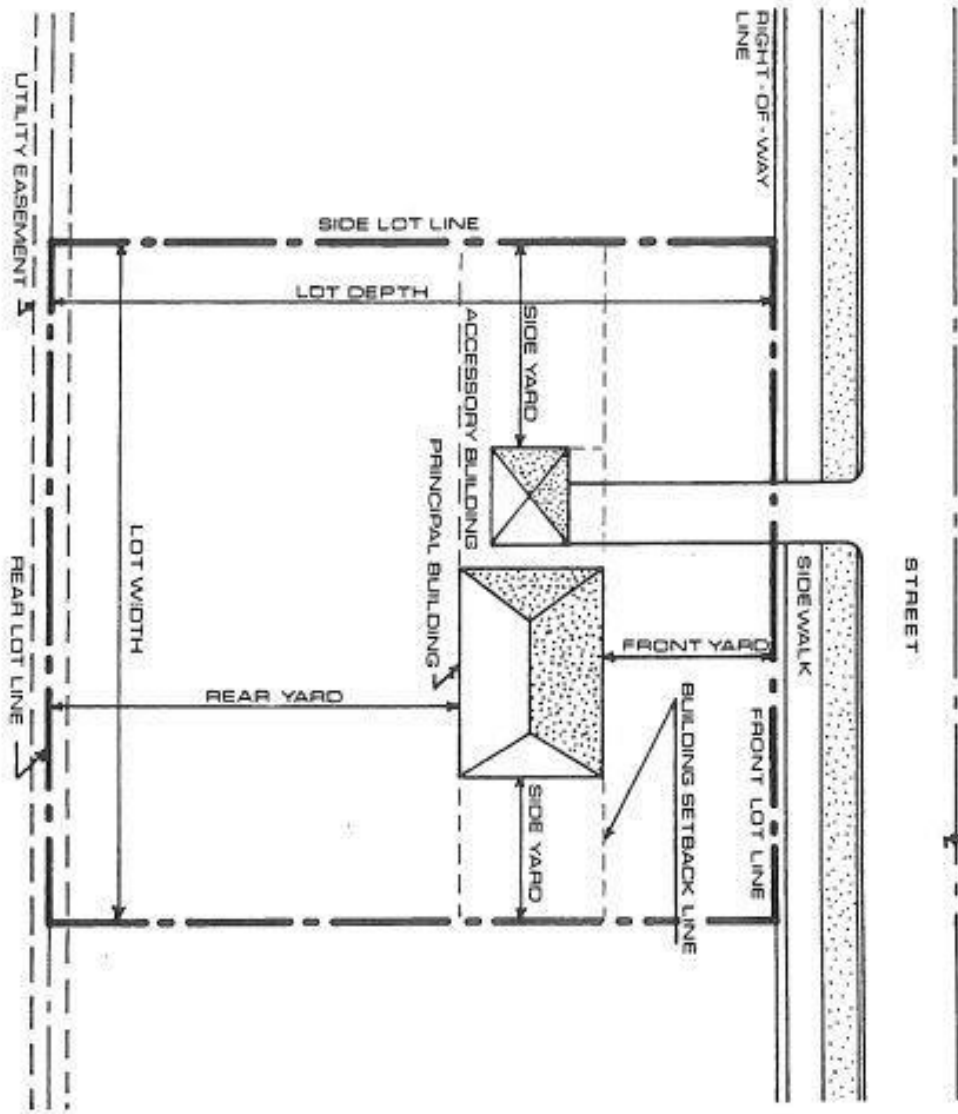 STREET
RIGHT-OF-WAY
LINE
SIDEWALK
FRONT LOT LINE
FRONT YARD
BUILDING SETBACK LINE
SIDE LOT LINE
LOT DEPTH
SIDE YARD
ACCESSORY BUILDING
PRINCIPAL BUILDING
SIDE YARD
REAR YARD
LOT WIDTH
UTILITY EASEMENT
REAR LOT LINE